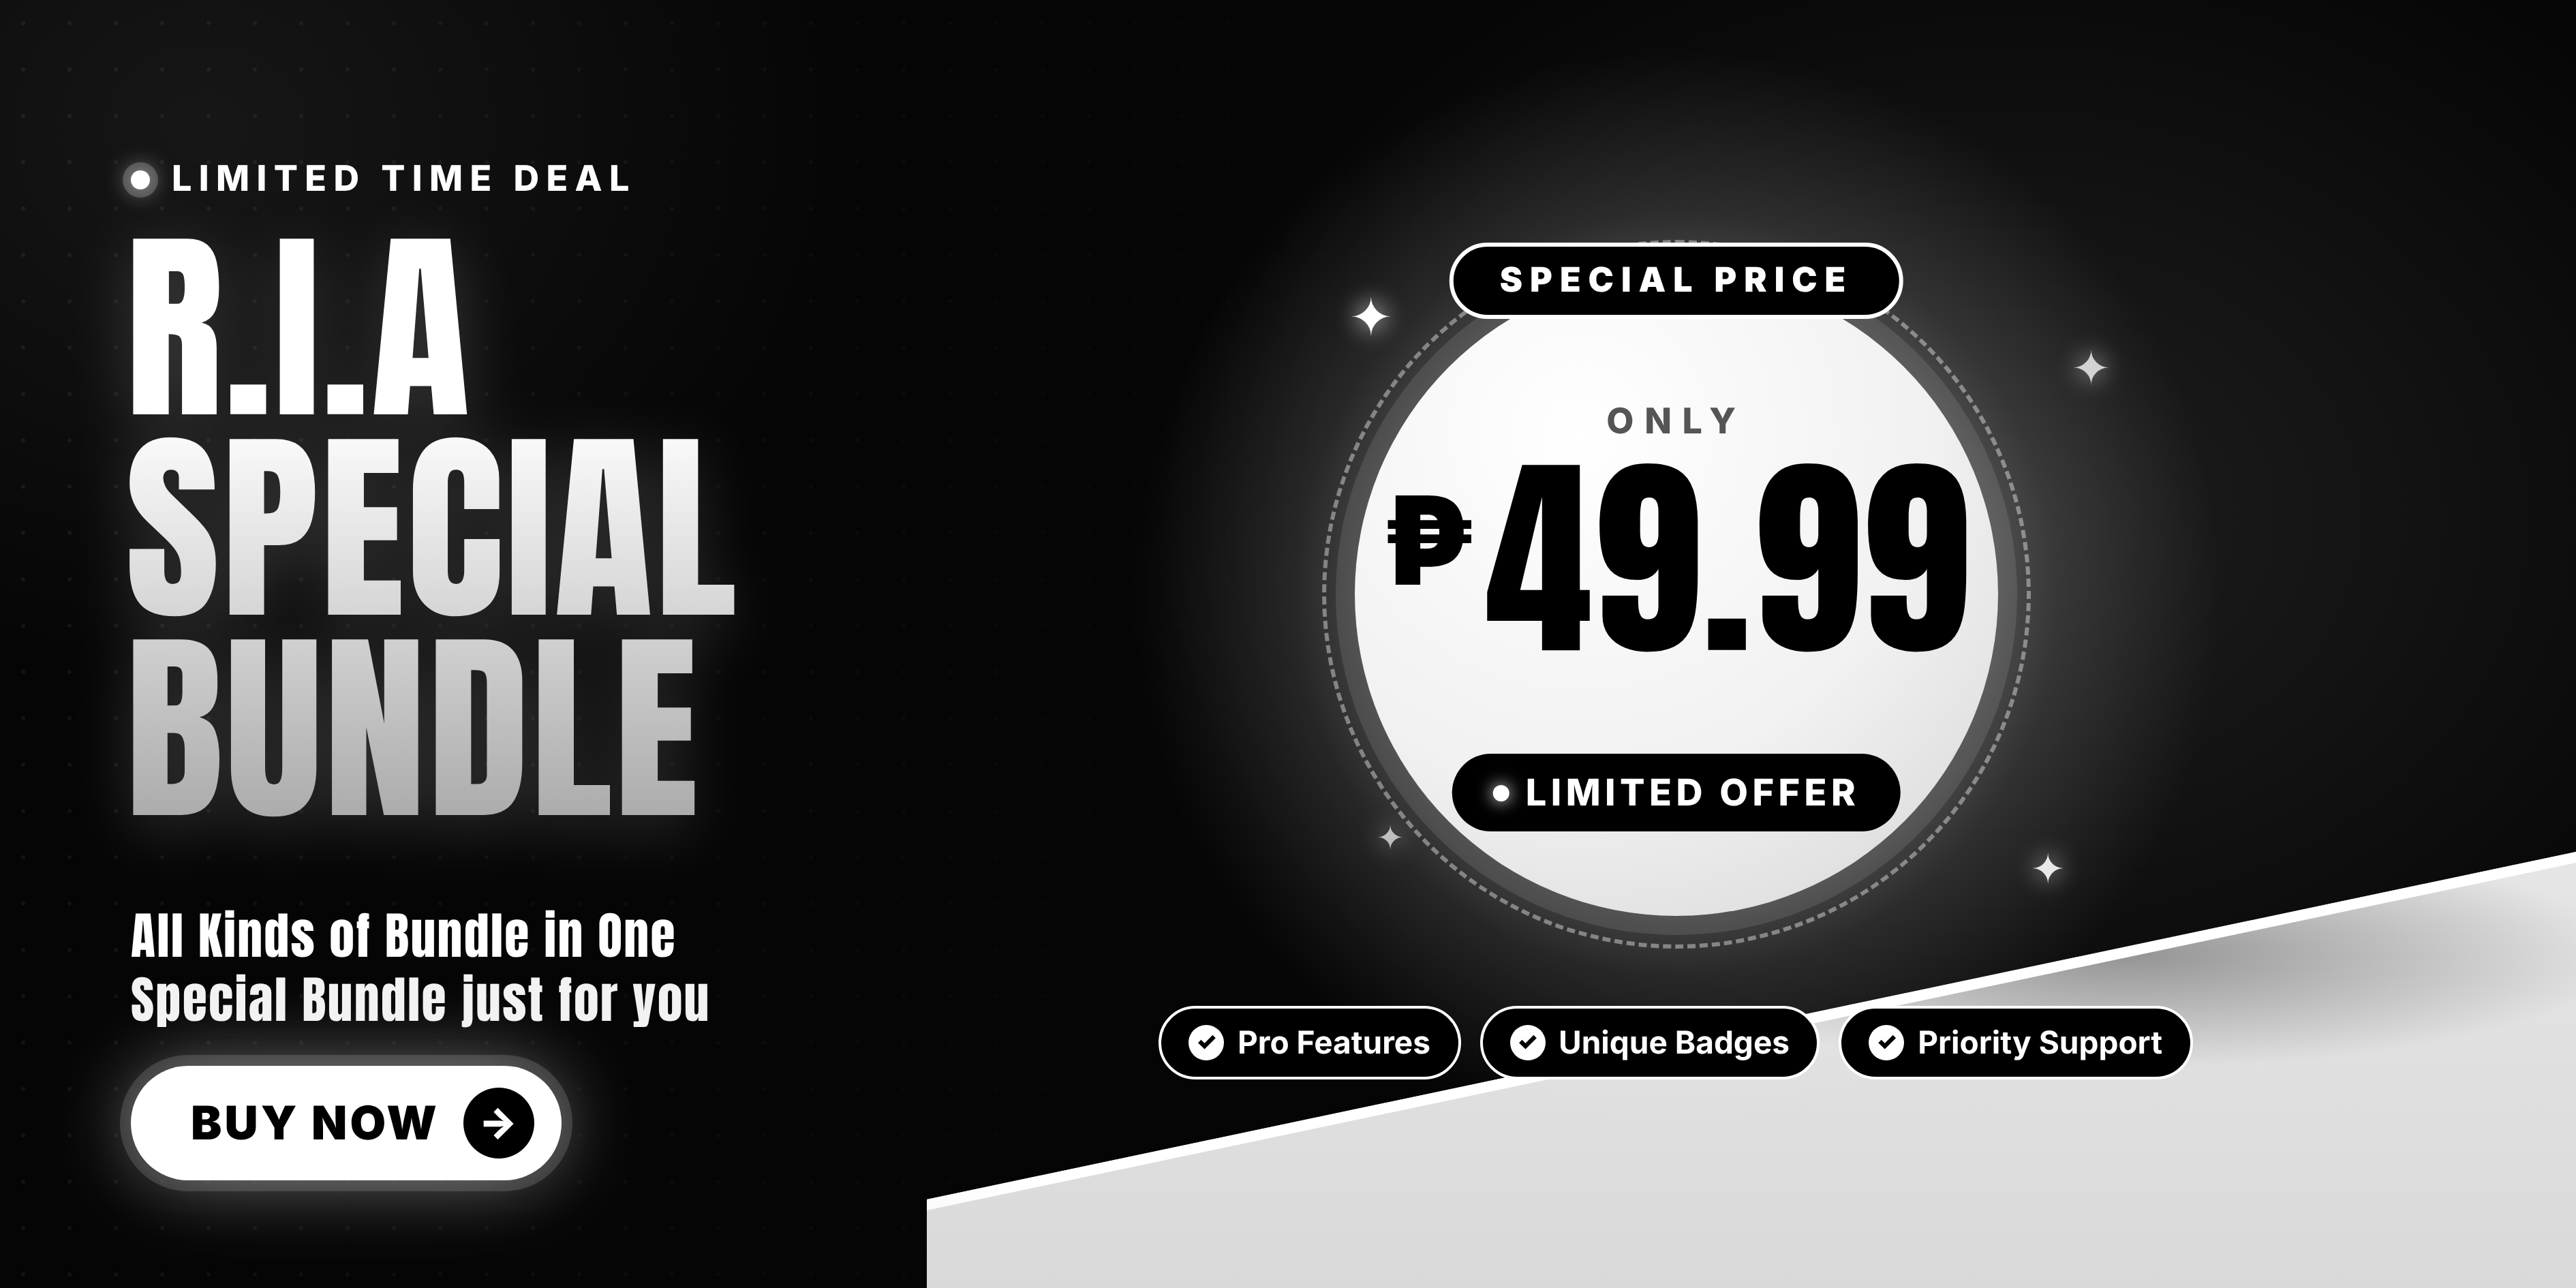 LIMITED TIME DEAL
R.I.A
SPECIAL
BUNDLE
All Kinds of Bundle in One
Special Bundle just for you
BUY NOW
SPECIAL PRICE
ONLY
₱49.99
LIMITED OFFER
Pro Features
Unique Badges
Priority Support